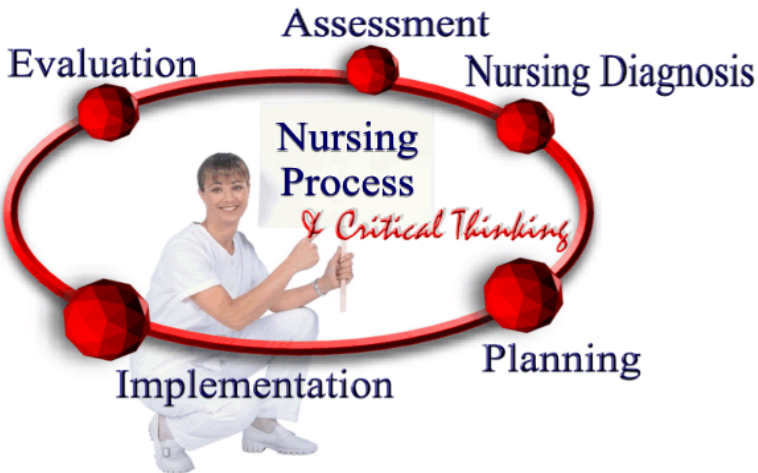 Assessment
Evaluation
Nursing Diagnosis
Nursing
Process
& Critical Thinking
Planning
Implementation